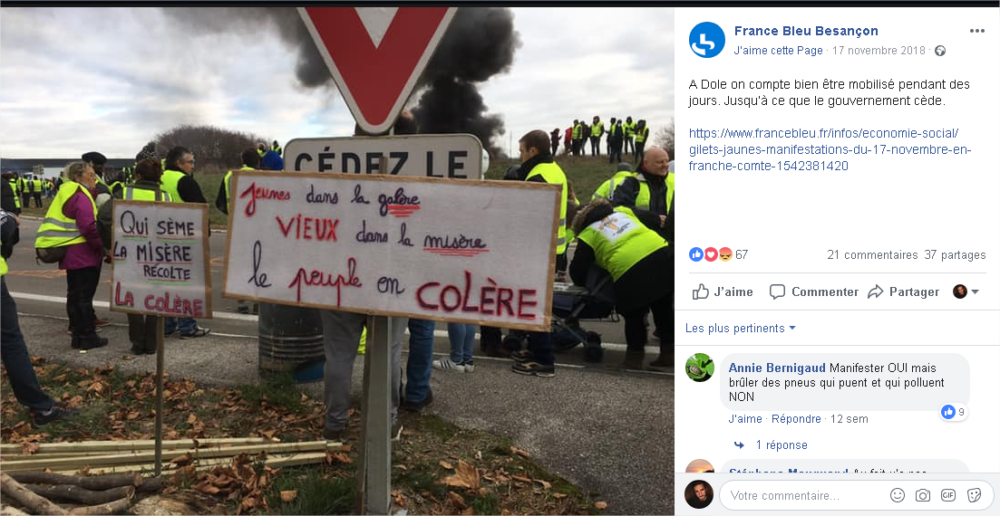 CÉDEZ LE
Jeunes dans la galère
VIEUX dans la misère
le peuple en COLÈRE
QUI SÈME
LA MISÈRE
RÉCOLTE
LA COLÈRE
France Bleu Besançon
J'aime cette Page · 17 novembre 2018 ·
A Dole on compte bien être mobilisé pendant des
jours. Jusqu'à ce que le gouvernement cède.
https://www.francebleu.fr/infos/economie-social/
gilets-jaunes-manifestations-du-17-novembre-en-
franche-comte-1542381420
67
21 commentaires 37 partages
J'aime Commenter Partager
Les plus pertinents
Annie Bernigaud Manifester OUI mais
brûler des pneus qui puent et qui polluent
NON
9
J'aime · Répondre · 12 sem
1 réponse
Votre commentaire...
GIF